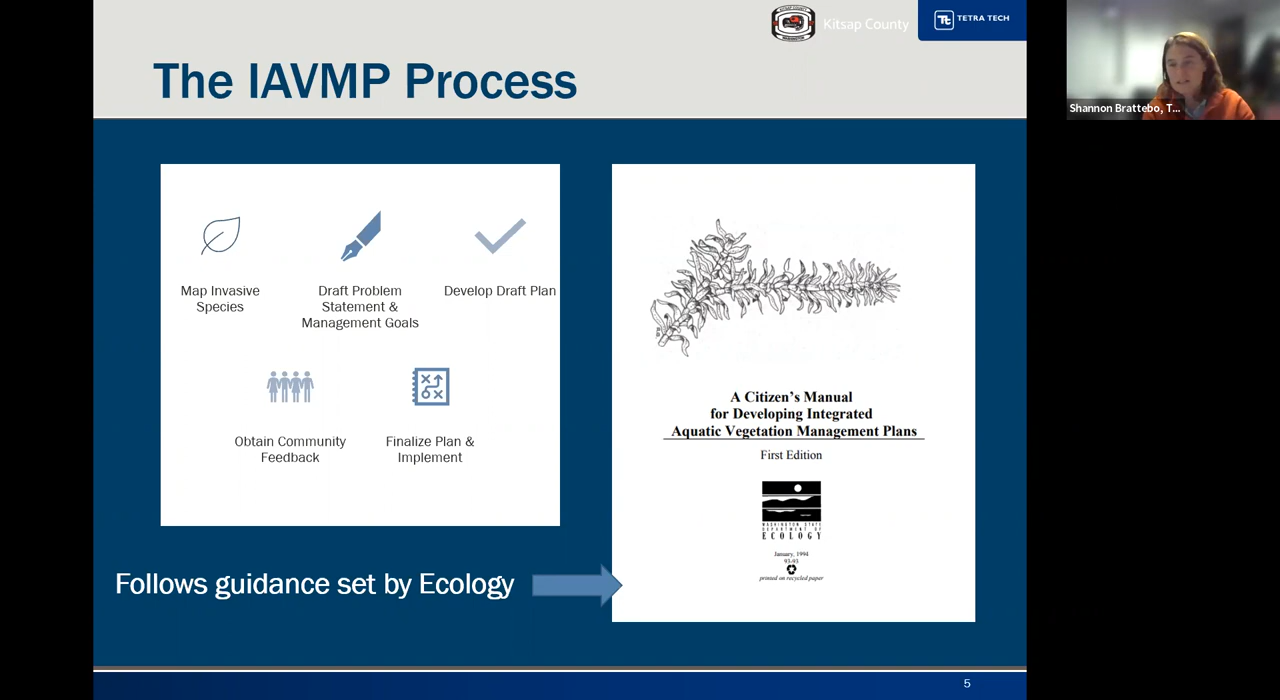 Kitsap County
TETRA TECH
Shannon Brattebo, T...
The IAVMP Process
Map Invasive
Species
Draft Problem
Statement &
Management Goals
Develop Draft Plan
Obtain Community
Feedback
Finalize Plan &
Implement
Follows guidance set by Ecology
A Citizen's Manual
for Developing Integrated
Aquatic Vegetation Management Plans
First Edition
WASHINGTON STATE
DEPARTMENT OF
ECOLOGY
January, 1994
93-93
printed on recycled paper
5